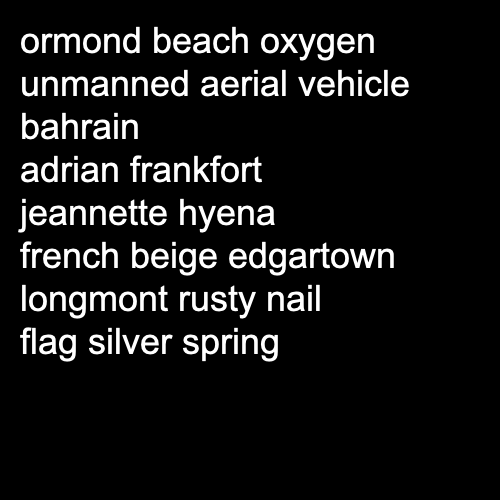 ormond beach oxygen
unmanned aerial vehicle
bahrain
adrian frankfort
jeannette hyena
french beige edgartown
longmont rusty nail
flag silver spring